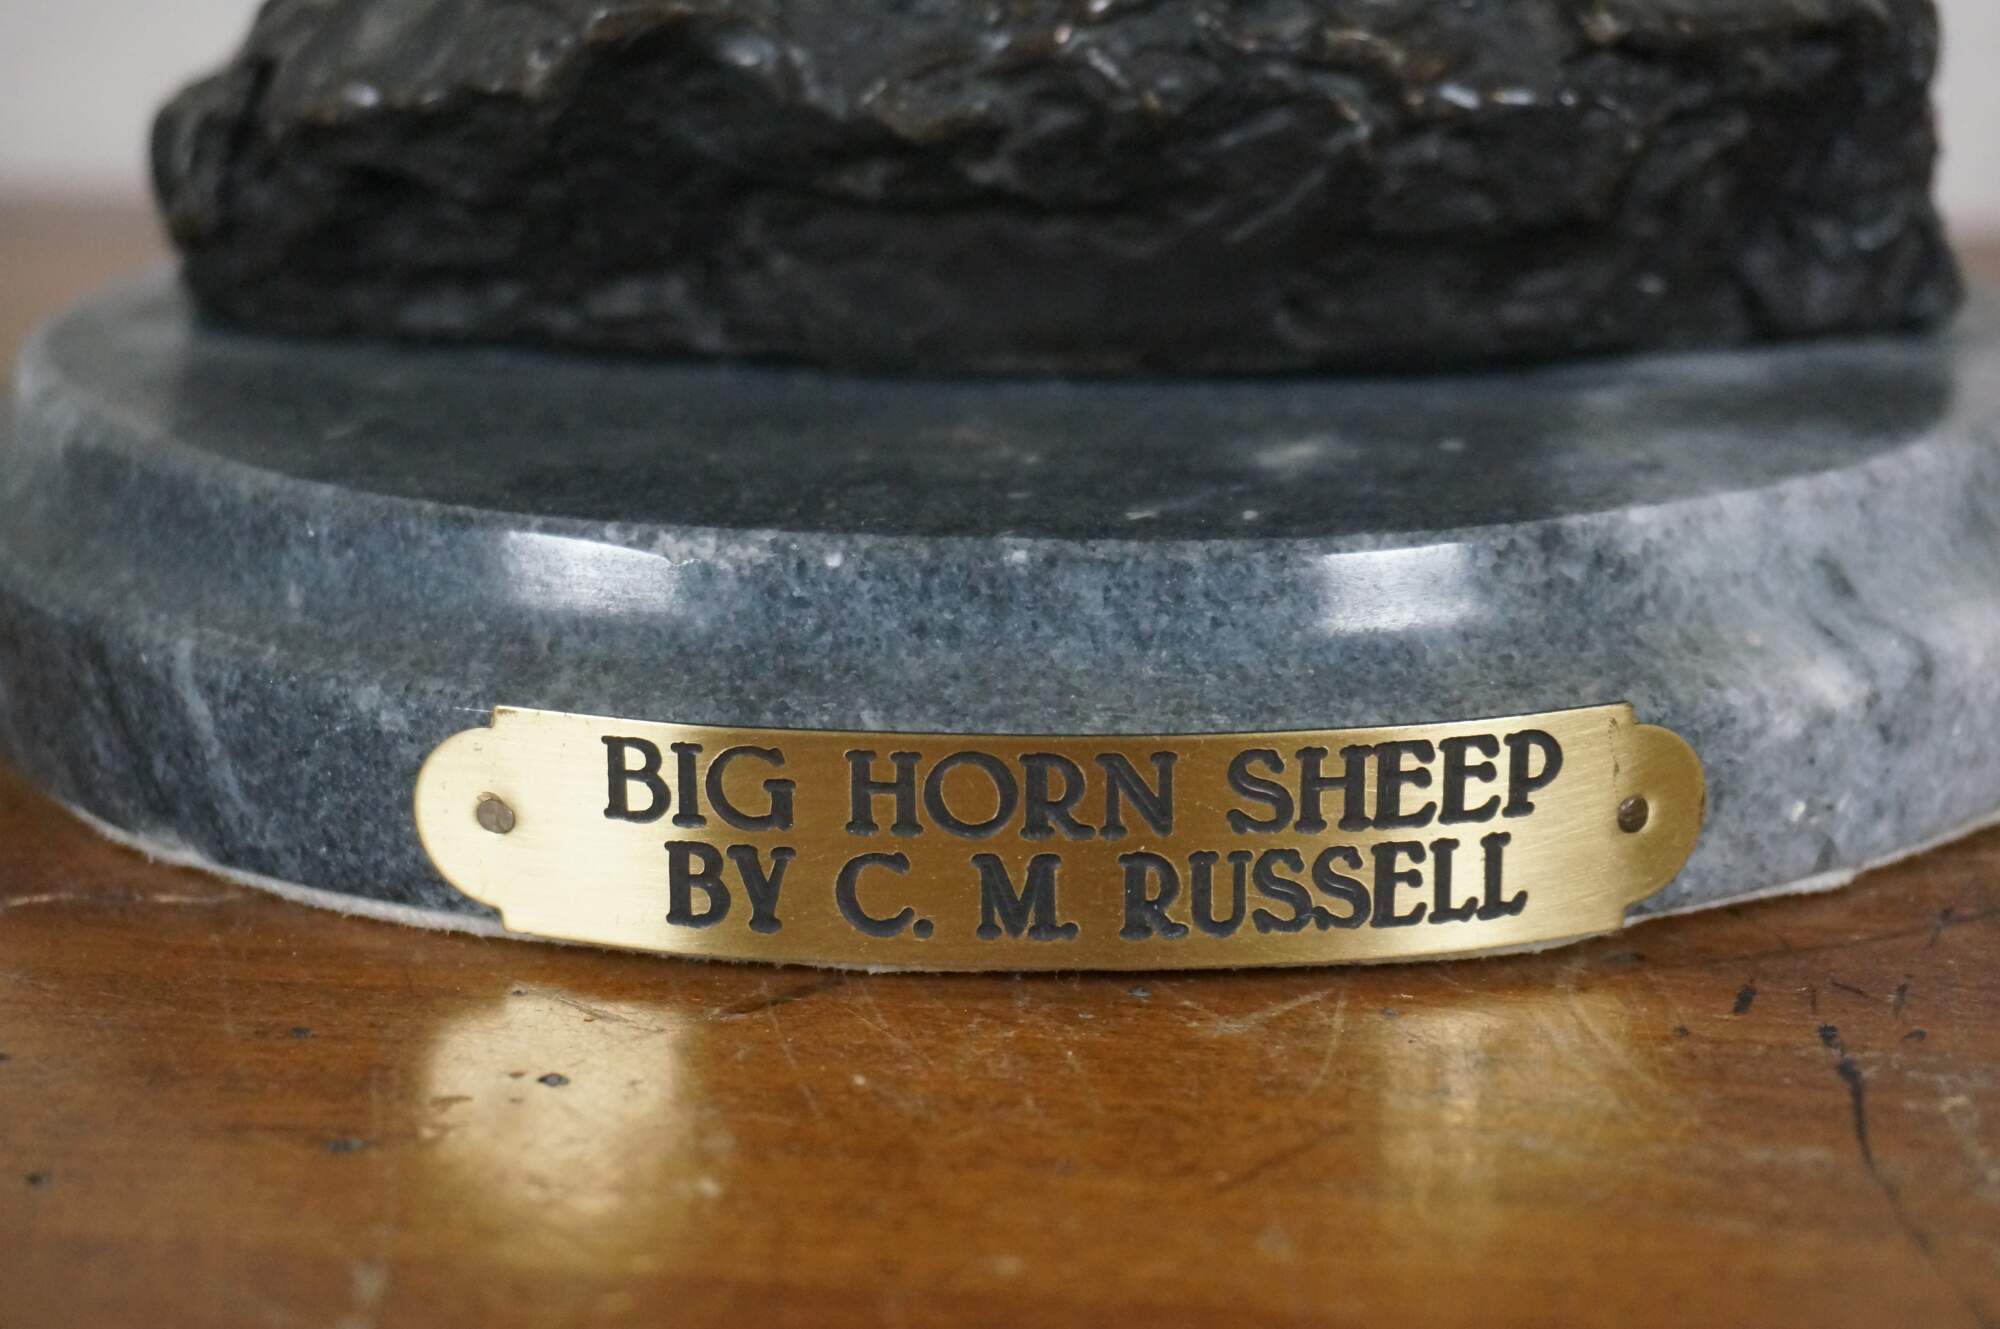 BIG HORN SHEEP
BY C. M. RUSSELL